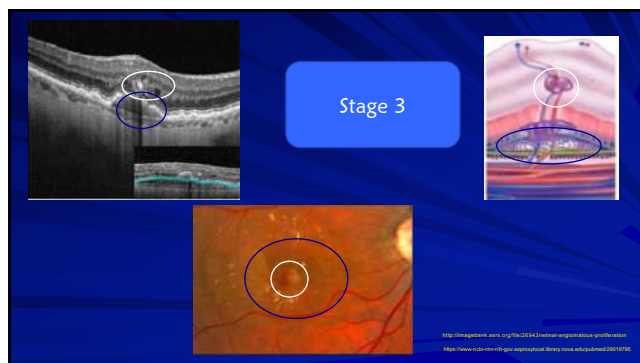 Stage 3
http://imagebank.asrs.org/file/26943/retinal-angiomatous-proliferation
https://www-ncbi-nlm-nih-gov.ezproxylocal.library.nova.edu/pubmed/29019795